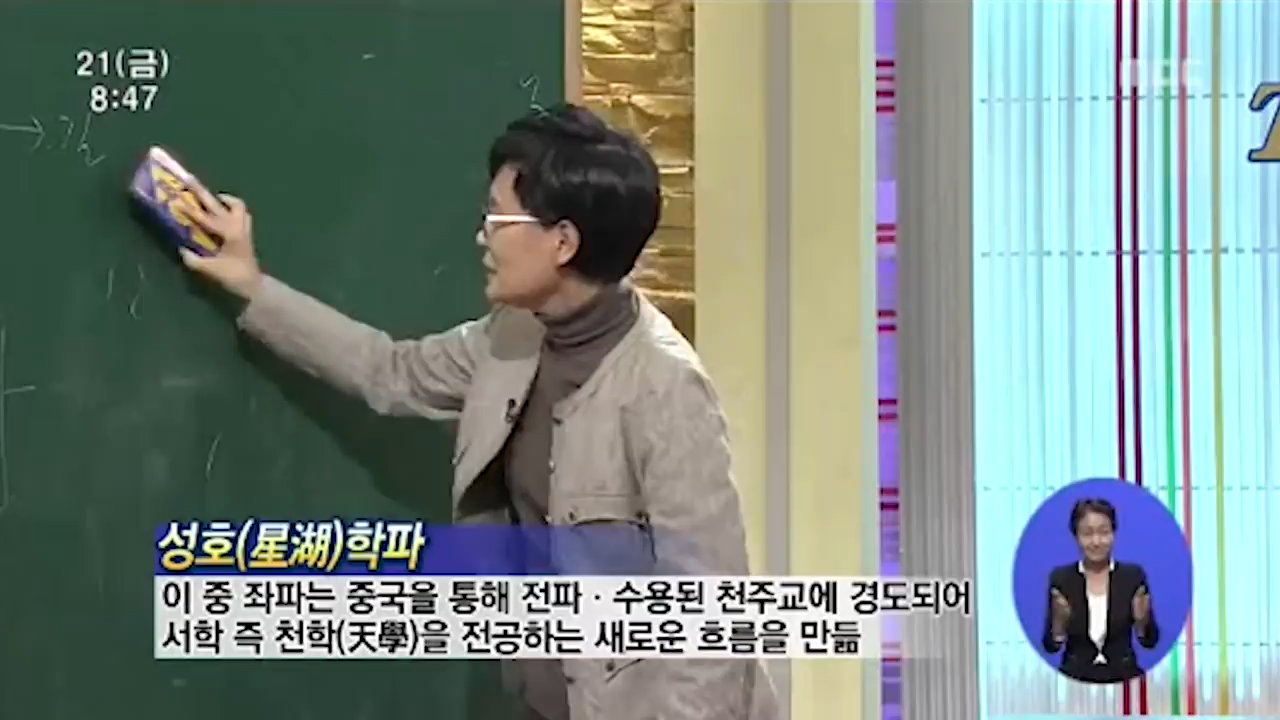 21(금)
8:47
MBC
성호(星湖)학파
이 중 좌파는 중국을 통해 전파·수용된 천주교에 경도되어
서학 즉 천학(天學)을 전공하는 새로운 흐름을 만듦